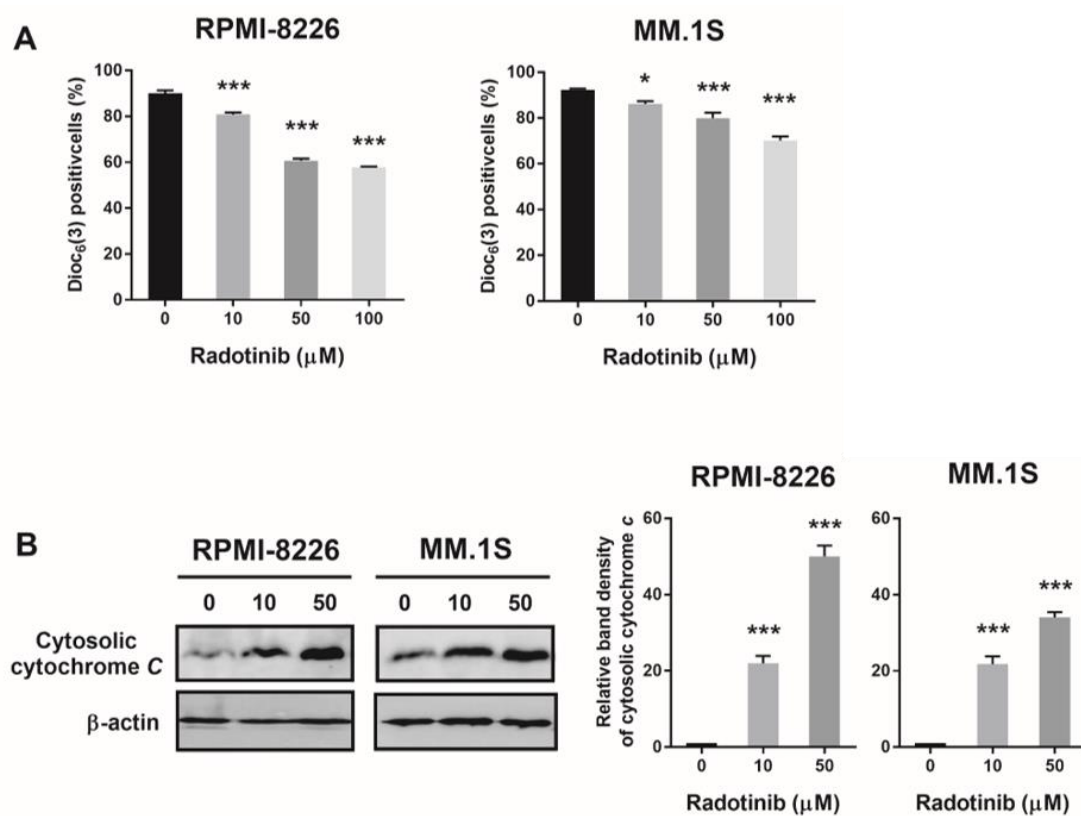 A
RPMI-8226
Dioc6(3) positivcells (%)
100
80
60
40
20
0
***
***
***
0 10 50 100
Radotinib (μM)
MM.1S
Dioc6(3) positivcells (%)
100
80
60
40
20
0
*
***
***
0 10 50 100
Radotinib (μM)
B
RPMI-8226
MM.1S
0 10 50
0 10 50
Cytosolic
cytochrome C
β-actin
RPMI-8226
Relative band density
of cytosolic cytochrome c
60
40
20
0
***
***
0 10 50
Radotinib (μM)
MM.1S
60
40
20
0
***
***
0 10 50
Radotinib (μM)